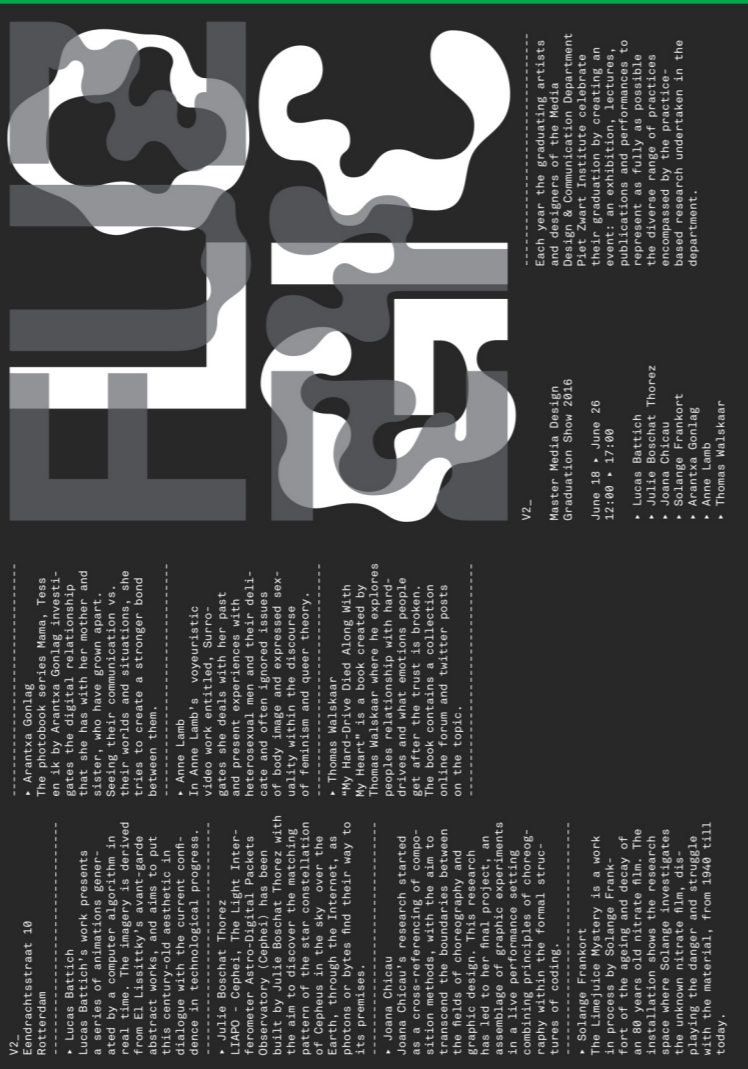 V2_
Eendrachtsstraat 10
Rotterdam
▸ Lucas Battich
Lucas Battich's work presents
a series of animations gener-
ated by a computer algorithm in
real time. The imagery is derived
from El Lissitky's avant-garde
abstract works, and aims to put
this century-old aesthetic in
dialogue with the current confi-
dence in technological progress.
▸ Julie Boschat Thorez
LIAPO - Cephei, The Light Inter-
ferometer Astro-Digital Packets
Observatory (Cephei) has been
built by Julie Boschat Thorez with
the aim to discover the matching
pattern of the star constellation
of Cepheus in the sky over the
Earth, through the Internet, as
photons or bytes find their way to
its premises.
▸ Joana Chicau
Joana Chicau's research started
as a cross-referencing of compo-
sition methods, with the aim to
transcend the boundaries between
the fields of choreography and
graphic design. This research
has led to her final project, an
assemblage of graphic experiments
in a live performance setting
combining principles of choreog-
raphy within the formal struc-
tures of coding.
▸ Solange Frankort
The Limejuice Mystery is a work
in process by Solange Frank-
fort of the ageing and decay of
an 80 years old nitrate film. The
installation shows the research
space where Solange investigates
the unknown nitrate film, dis-
playing the danger and struggle
with the material, from 1940 till
today.
▸ Arantxa Gonlag
The photobook series Mama, Tess
en ik by Arantxa Gonlag investi-
gates the digital relationship
that she has with her mother and
sister, who have grown apart.
Seeing their communication vs.
their worlds and situations, she
tries to create a stronger bond
between them.
▸ Anne Lamb
In Anne Lamb's voyeuristic
video work entitled, Surro-
gate she deals with her past
and present experiences with
heterosexual men and their deli-
cate and often ignored issues
of body image and expressed sex-
uality within the discourse
of feminism and queer theory.
▸ Thomas Walskaar
"My Hard-Drive Died Along With
My Heart" is a book created by
Thomas Walskaar where he explores
peoples relationship with hard-
drives and what emotions people
get after the trust is broken.
The book contains a collection
online forum and twitter posts
on the topic.
V2_
Master Media Design
Graduation Show 2016
June 18 ▸ June 26
12:00 ▸ 17:00
▸ Lucas Battich
▸ Julie Boschat Thorez
▸ Joana Chicau
▸ Solange Frankort
▸ Arantxa Gonlag
▸ Anne Lamb
▸ Thomas Walskaar
Each year the graduating artists
and designers of the Media
Design & Communication Department
Piet Zwart Institute celebrate
their graduation by creating an
event: an exhibition, lectures,
publications and performances to
represent as fully as possible
the diverse range of practices
encompassed by the practice-
based research undertaken in the
department.